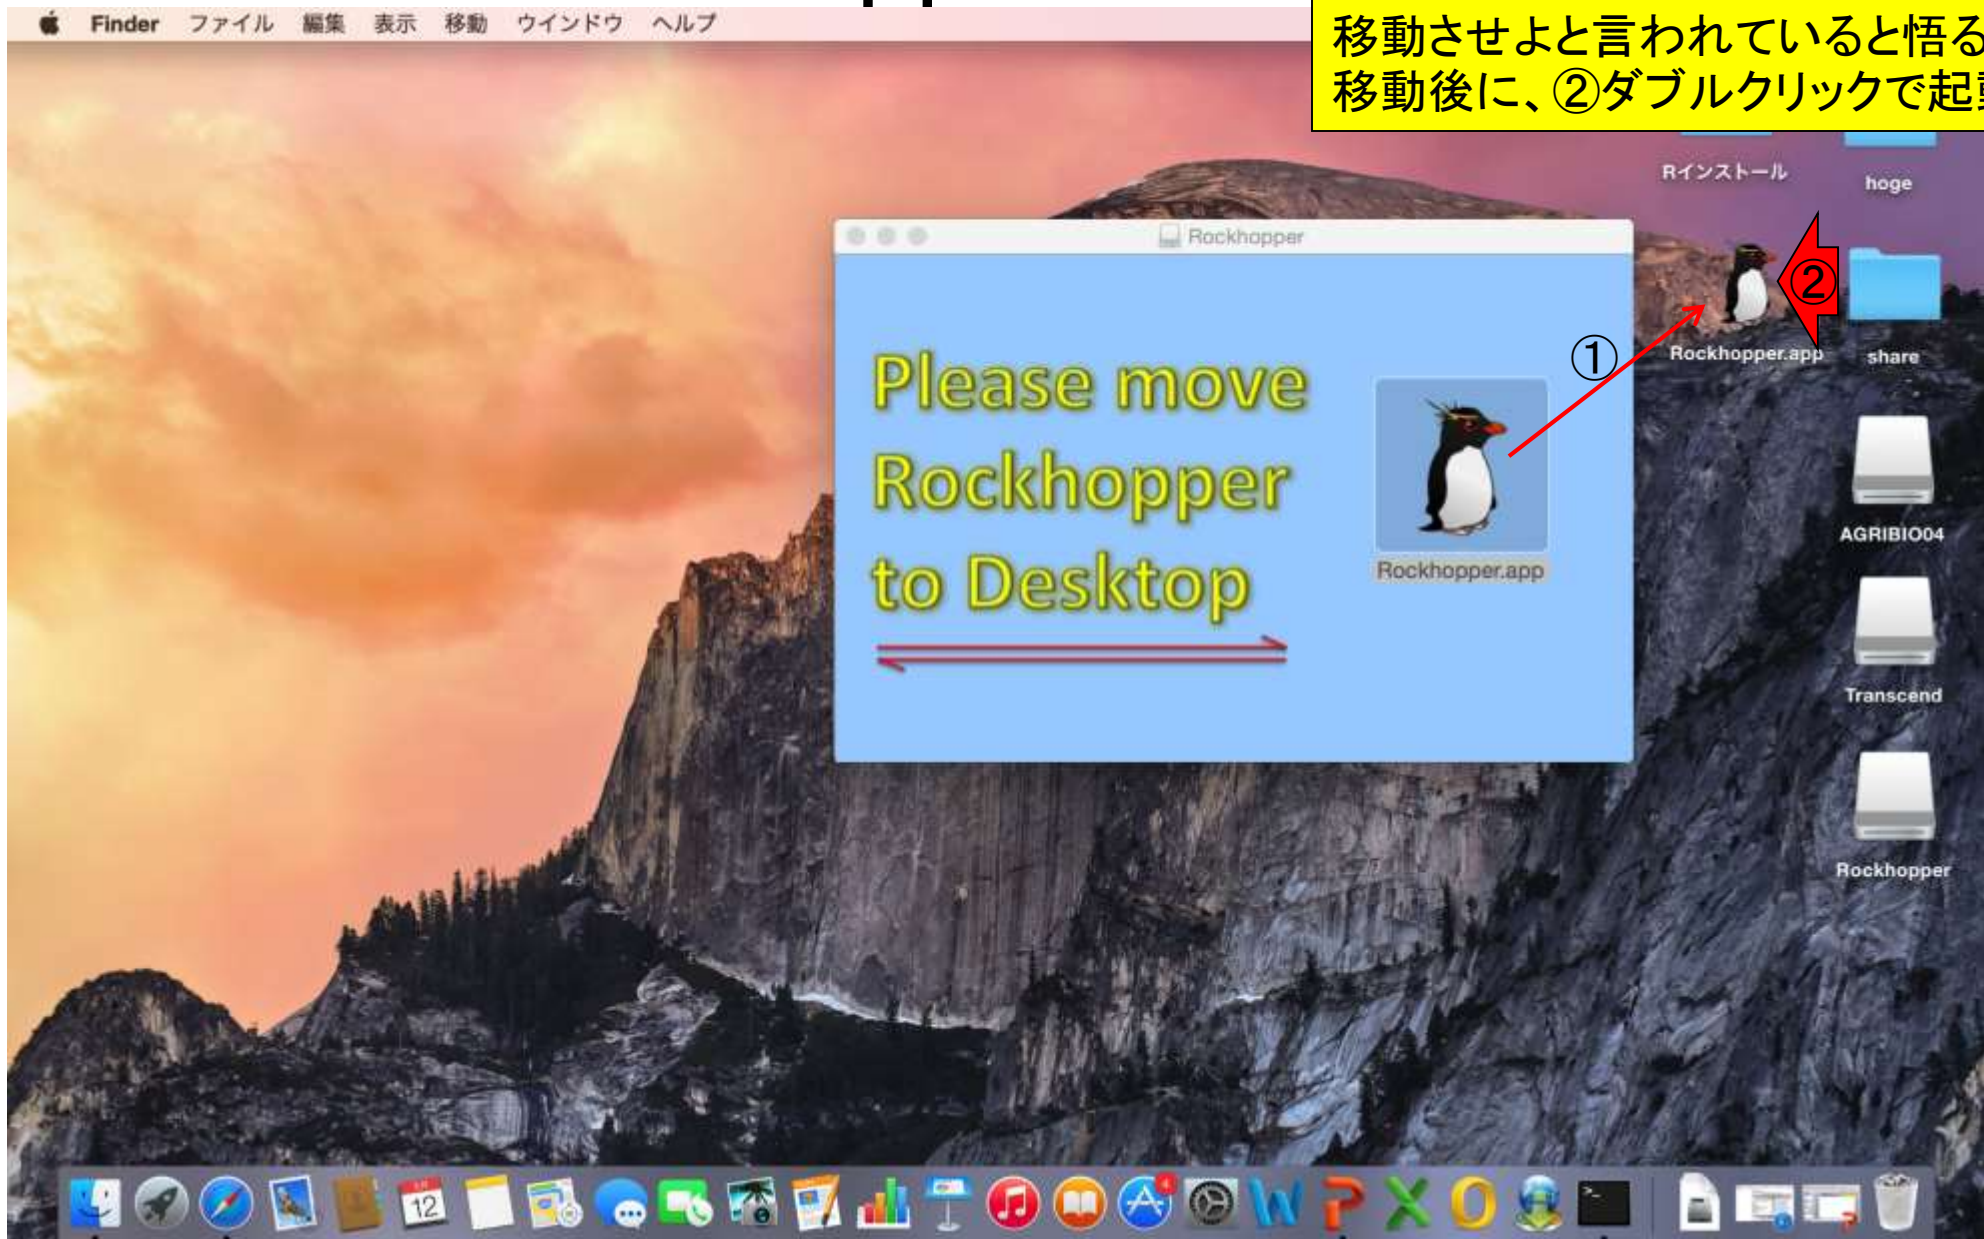 移動させよと言われていると悟る
移動後に、②ダブルクリックで起動
Finder ファイル 編集 表示 移動 ウインドウ ヘルプ
Rインストール
hoge
Rockhopper
②
①
Rockhopper.app
share
Please move
Rockhopper
to Desktop
Rockhopper.app
AGRIBIO04
Transcend
Rockhopper
12
4